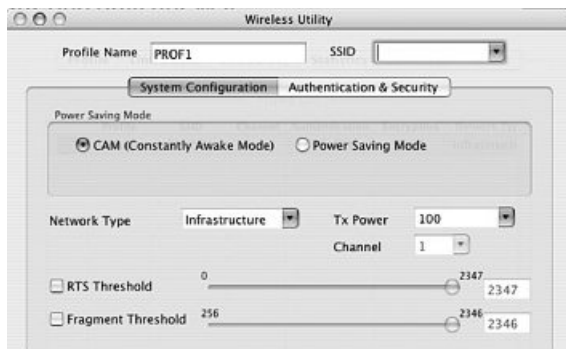 Wireless Utility
Profile Name PROF1 SSID
System Configuration Authentication & Security
Power Saving Mode
CAM (Constantly Awake Mode) Power Saving Mode
Network Type Infrastructure Tx Power 100
Channel 1
RTS Threshold 0 2347 2347
Fragment Threshold 256 2346 2346